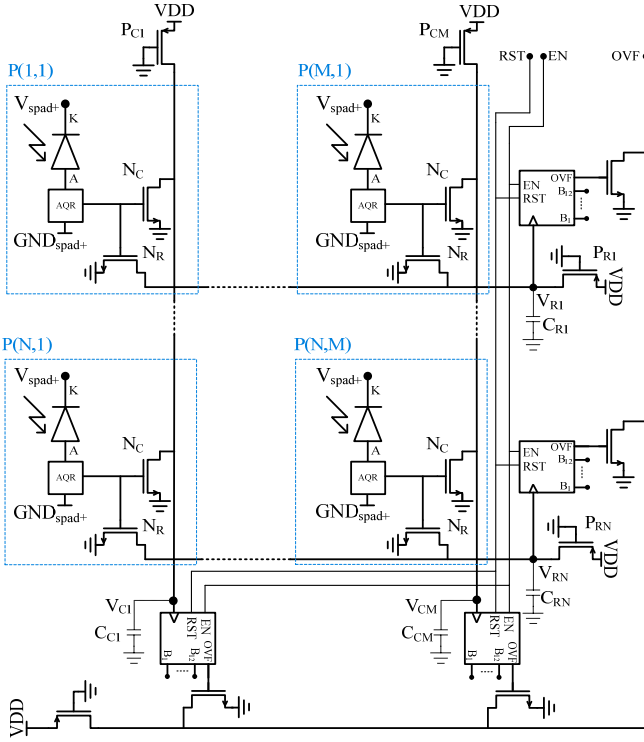 VDD VDD
P_C1 P_CM
RST EN OVF
P(1,1) P(M,1)
V_spad+ K V_spad+ K
N_C N_C
A A
AQR AQR
GND_spad+ GND_spad+
N_R N_R
EN OVF
RST B_12
B_1
P_R1
VDD
V_R1
C_R1
P(N,1) P(N,M)
V_spad+ K V_spad+ K
N_C N_C
A A
AQR AQR
GND_spad+ GND_spad+
N_R N_R
EN OVF
RST B_12
B_1
P_RN
VDD
V_RN
C_RN
V_C1 V_CM
C_C1 C_CM
RST EN RST EN
B_1 B_12 OVF B_1 B_12 OVF
VDD